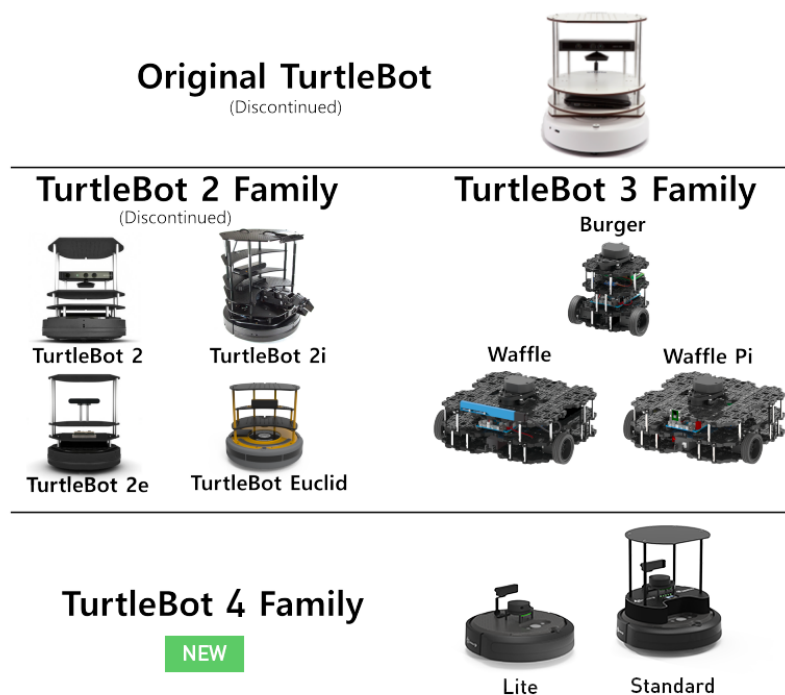 Original TurtleBot
(Discontinued)
TurtleBot 2 Family
(Discontinued)
TurtleBot 2
TurtleBot 2i
TurtleBot 2e
TurtleBot Euclid
TurtleBot 3 Family
Burger
Waffle
Waffle Pi
TurtleBot 4 Family
NEW
Lite
Standard